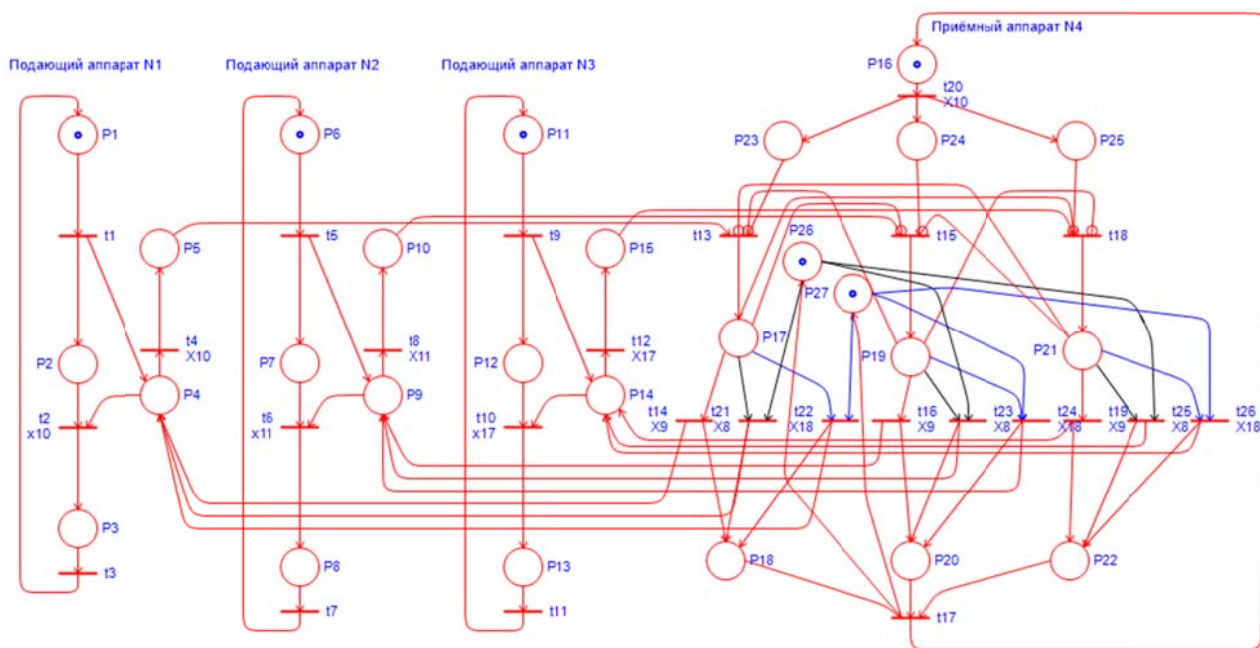 Приёмный аппарат N4
Подающий аппарат N1
Подающий аппарат N2
Подающий аппарат N3
P16
t20
X10
P1
P6
P11
P23
P24
P25
t1
P5
t5
P10
t9
P15
t13
P26
t15
t18
P27
P2
t4
X10
P4
P7
t8
X11
P9
P12
t12
X17
P14
P17
P19
P21
t2
x10
t6
x11
t10
x17
t14
X9
t21
X8
t22
X18
t16
X9
t23
X8
t24
X18
t19
X9
t25
X8
t26
X18
P3
P8
P13
P18
P20
P22
t3
t7
t11
t17